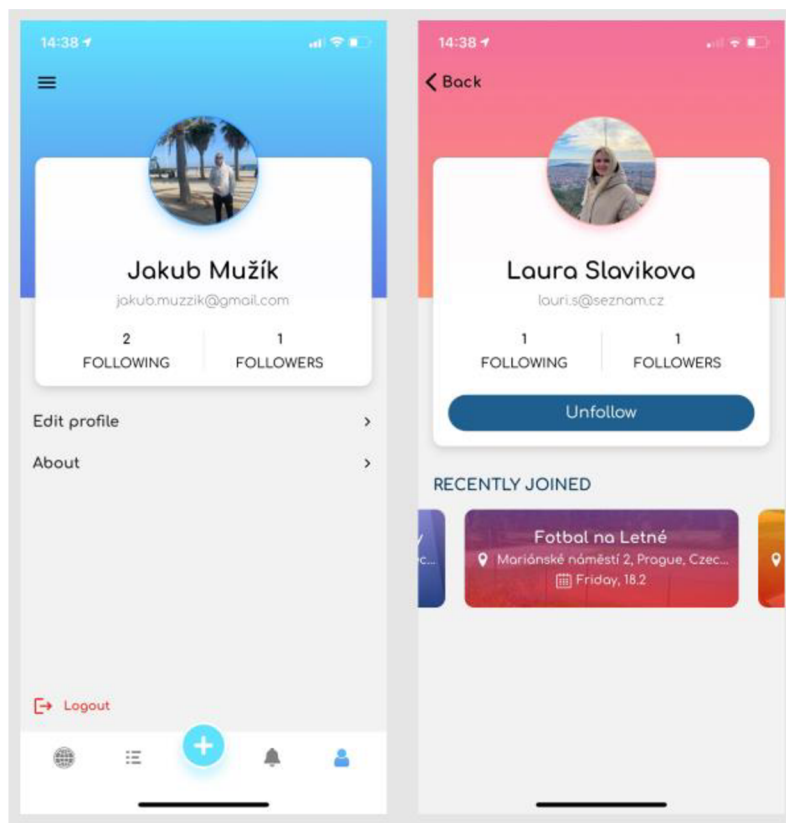 14:38
Jakub Mužík
jakub.muzzik@gmail.com
2
FOLLOWING
1
FOLLOWERS
Edit profile
About
Logout
14:38
Back
Laura Slavikova
lauri.s@seznam.cz
1
FOLLOWING
1
FOLLOWERS
Unfollow
RECENTLY JOINED
Fotbal na Letné
Mariánské náměstí 2, Prague, Czec...
Friday, 18.2